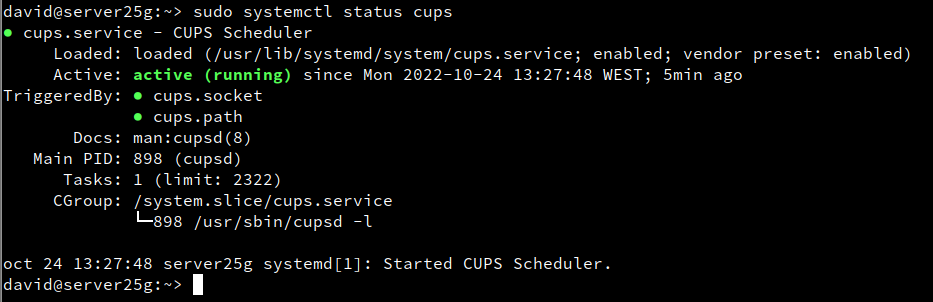 david@server25g:~> sudo systemctl status cups
● cups.service - CUPS Scheduler
     Loaded: loaded (/usr/lib/systemd/system/cups.service; enabled; vendor preset: enabled)
     Active: active (running) since Mon 2022-10-24 13:27:48 WEST; 5min ago
TriggeredBy: ● cups.socket
             ● cups.path
       Docs: man:cupsd(8)
   Main PID: 898 (cupsd)
      Tasks: 1 (limit: 2322)
     CGroup: /system.slice/cups.service
             └─898 /usr/sbin/cupsd -l

oct 24 13:27:48 server25g systemd[1]: Started CUPS Scheduler.
david@server25g:~>